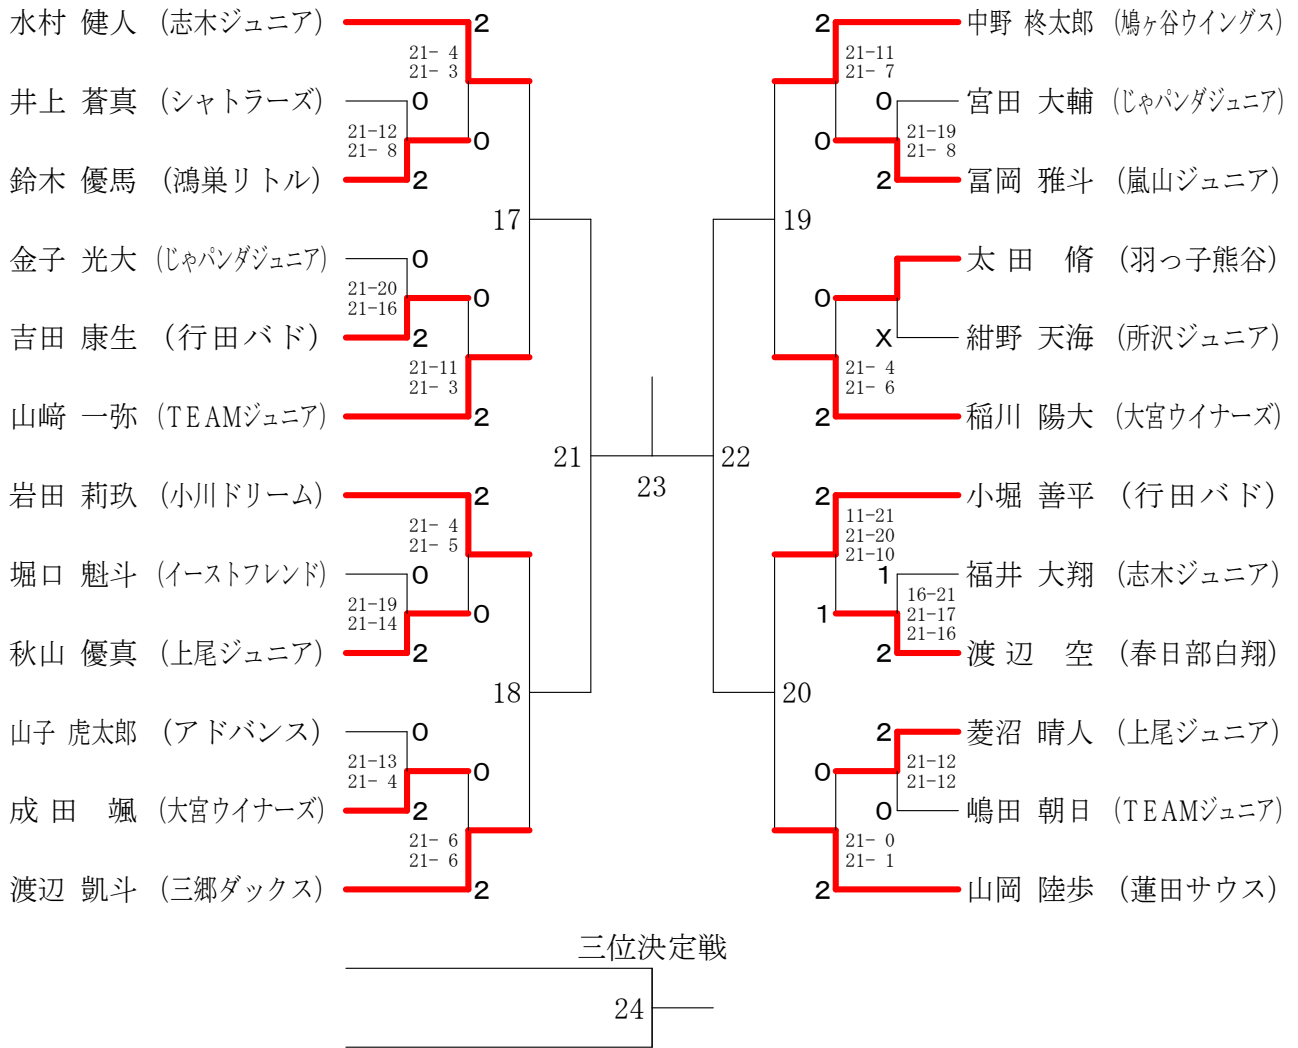 水村 健人 (志木ジュニア) 2
21- 4
21- 3
井上 蒼真 (シャトラーズ) 0
21-12
21- 8
0
鈴木 優馬 (鴻巣リトル) 2
17
金子 光大 (じゃパンダジュニア) 0
21-20
21-16
0
吉田 康生 (行田バド) 2
21-11
21- 3
山﨑 一弥 (TEAMジュニア) 2
21
岩田 莉玖 (小川ドリーム) 2
21- 4
21- 5
堀口 魁斗 (イーストフレンド) 0
21-19
21-14
0
秋山 優真 (上尾ジュニア) 2
18
山子 虎太郎 (アドバンス) 0
21-13
21- 4
0
成田 颯 (大宮ウイナーズ) 2
21- 6
21- 6
渡辺 凱斗 (三郷ダックス) 2
23
2 中野 柊太郎 (鳩ヶ谷ウイングス)
21-11
21- 7
0 宮田 大輔 (じゃパンダジュニア)
21-19
21- 8
0
2 冨岡 雅斗 (嵐山ジュニア)
19
太田 脩 (羽っ子熊谷)
0
X 紺野 天海 (所沢ジュニア)
21- 4
21- 6
2 稲川 陽大 (大宮ウイナーズ)
22
2 小堀 善平 (行田バド)
11-21
21-20
21-10
1 福井 大翔 (志木ジュニア)
16-21
21-17
21-16
1
2 渡辺 空 (春日部白翔)
20
2 菱沼 晴人 (上尾ジュニア)
21-12
21-12
0
0 嶋田 朝日 (TEAMジュニア)
21- 0
21- 1
2 山岡 陸歩 (蓮田サウス)
三位決定戦
24